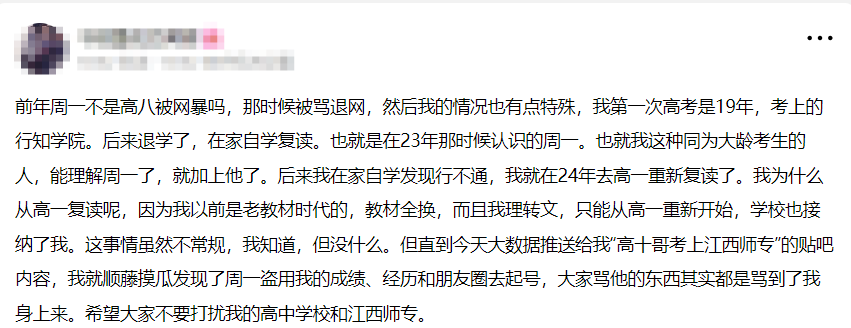 前年周一不是高八被网暴吗，那时候被骂退网，然后我的情况也有点特殊，我第一次高考是19年，考上的
行知学院。后来退学了，在家自学复读。也就是在23年那时候认识的周一。也就我这种同为大龄考生的
人，能理解周一了，就加上他了。后来我在家自学发现行不通，我就在24年去高一重新复读了。我为什么
从高一复读呢，因为我以前是老教材时代的，教材全换，而且我理转文，只能从高一重新开始，学校也接
纳了我。这事情虽然不常规，我知道，但没什么。但直到今天大数据推送给我“高十哥考上江西师专”的贴吧
内容，我就顺藤摸瓜发现了周一盗用我的成绩、经历和朋友圈去起号，大家骂他的东西其实都是骂到了我
身上来。希望大家不要打扰我的高中学校和江西师专。